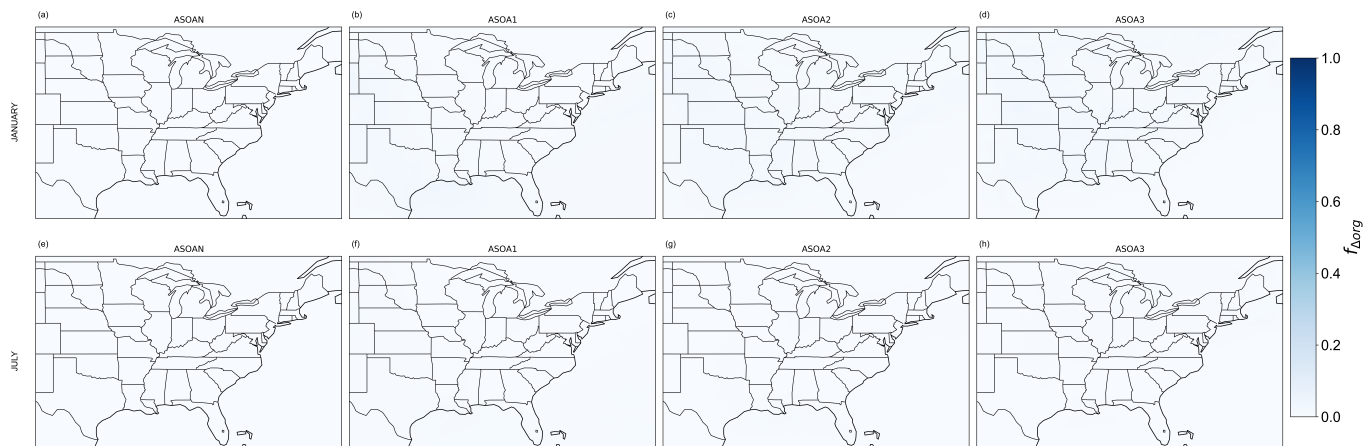 (a) (b) (c) (d)
ASOAN ASOA1 ASOA2 ASOA3
JANUARY
1.0
0.8
0.6
0.4
0.2
0.0
fΔorg
(e) (f) (g) (h)
ASOAN ASOA1 ASOA2 ASOA3
JULY